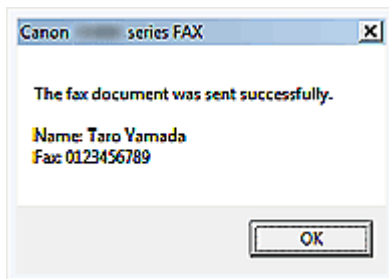 Canon series FAX
The fax document was sent successfully.
Name: Taro Yamada
Fax: 0123456789
OK